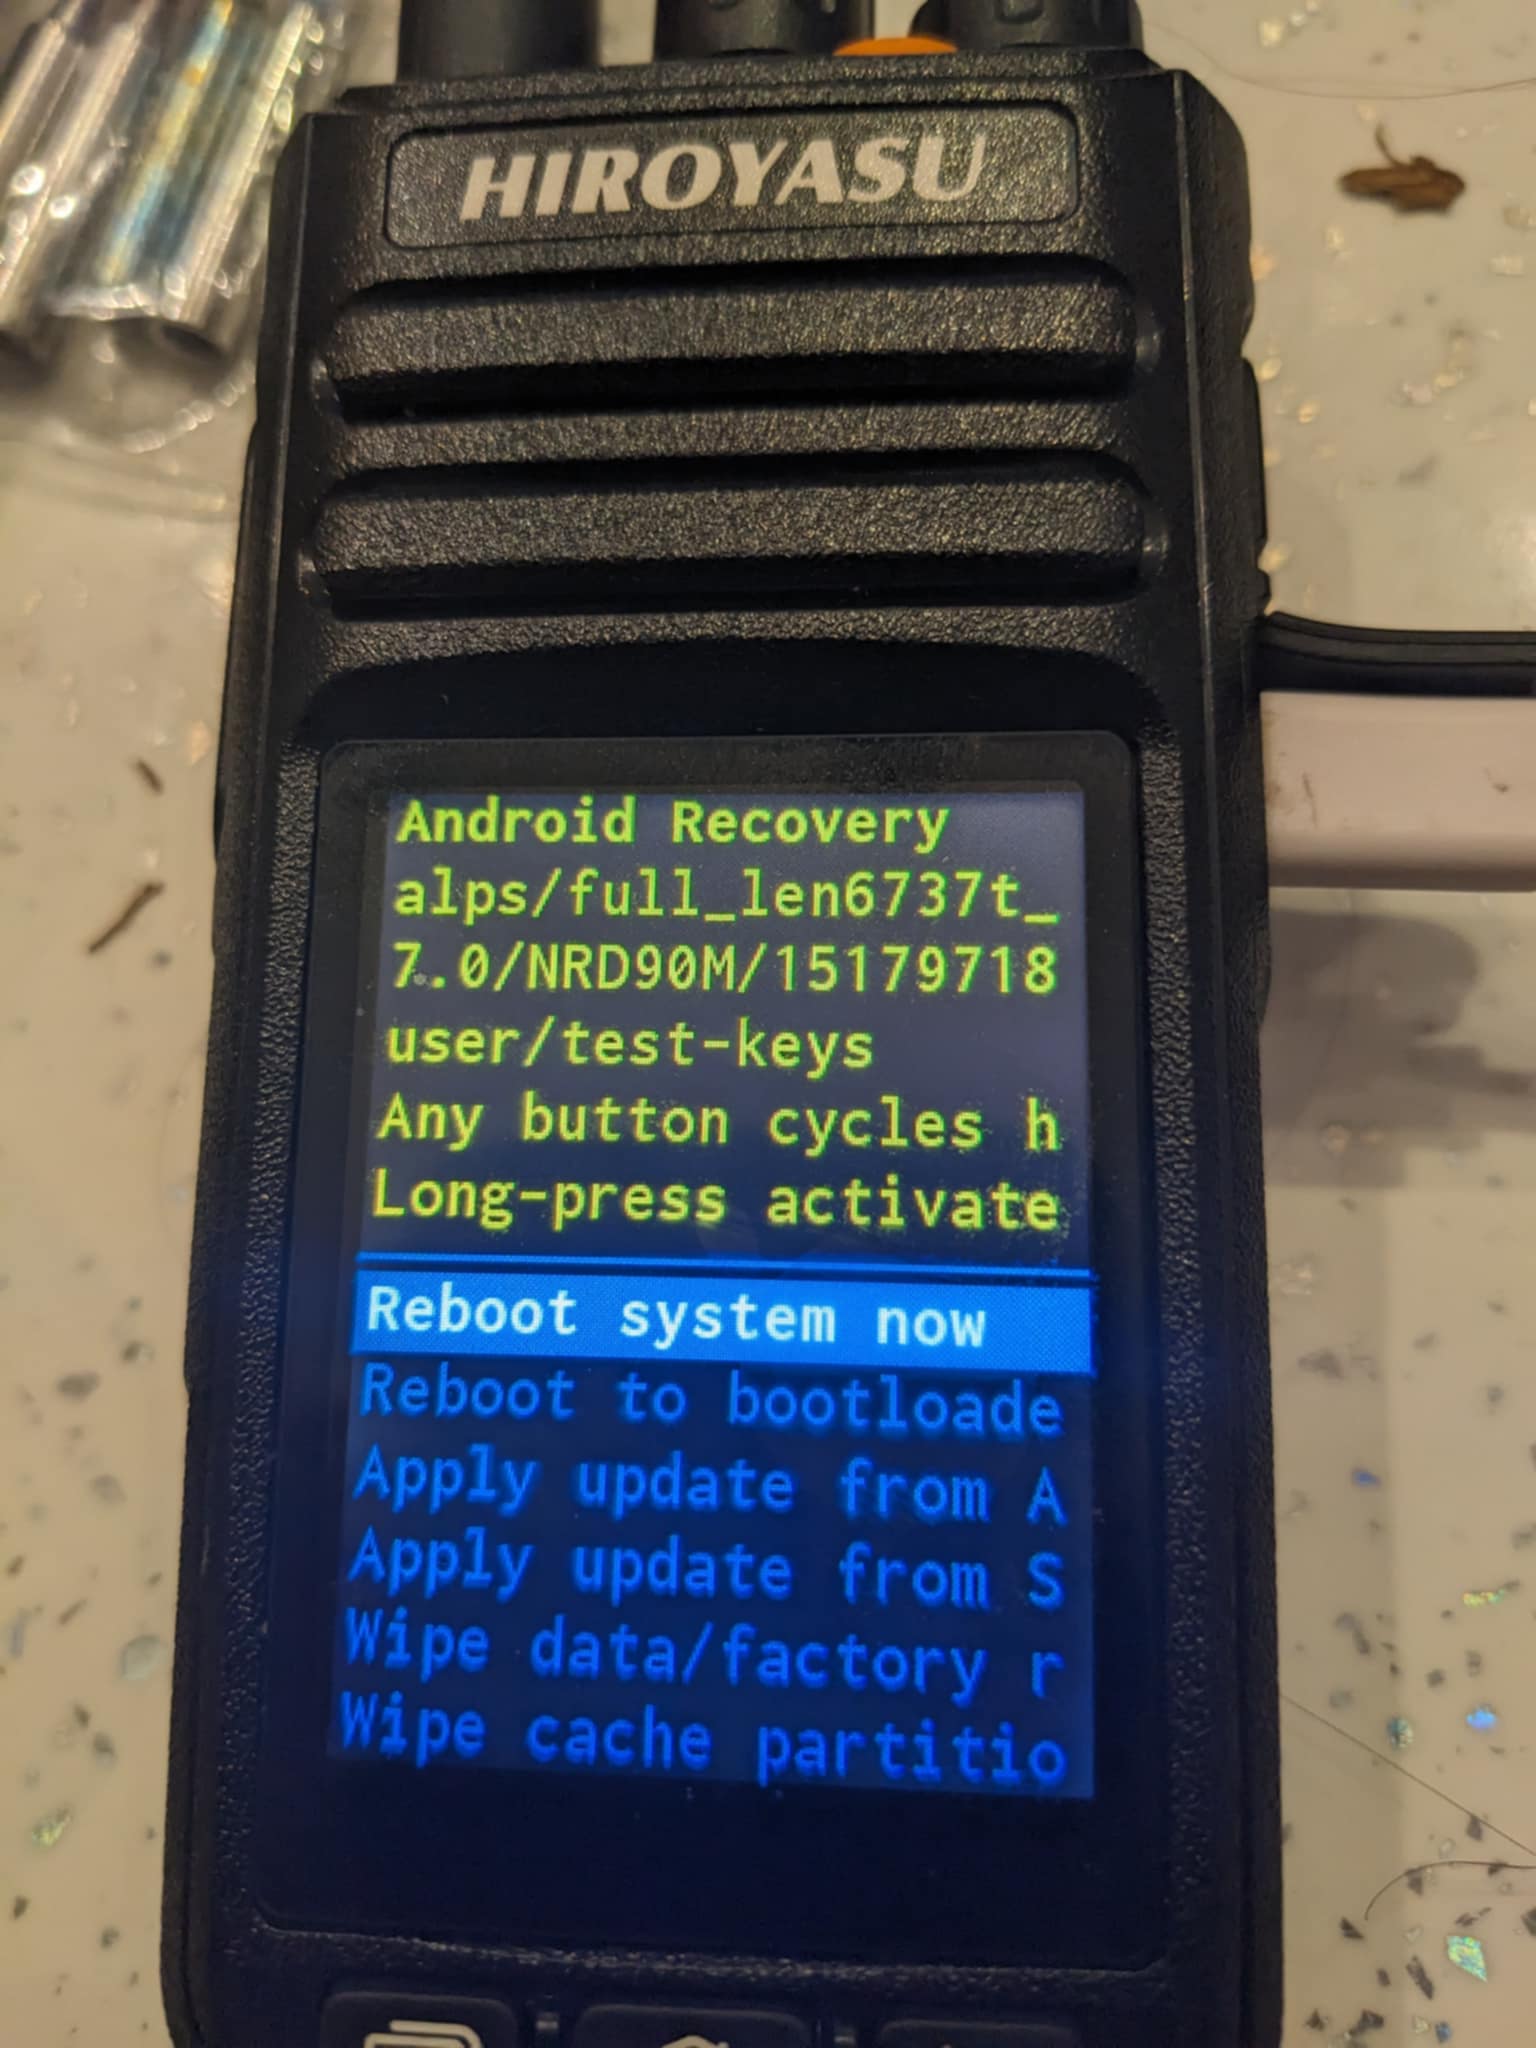 HIROYASU
Android Recovery
alps/full_len6737t_
7.0/NRD90M/15179718
user/test-keys
Any button cycles h
Long-press activate
Reboot system now
Reboot to bootloade
Apply update from A
Apply update from S
Wipe data/factory r
Wipe cache partitio